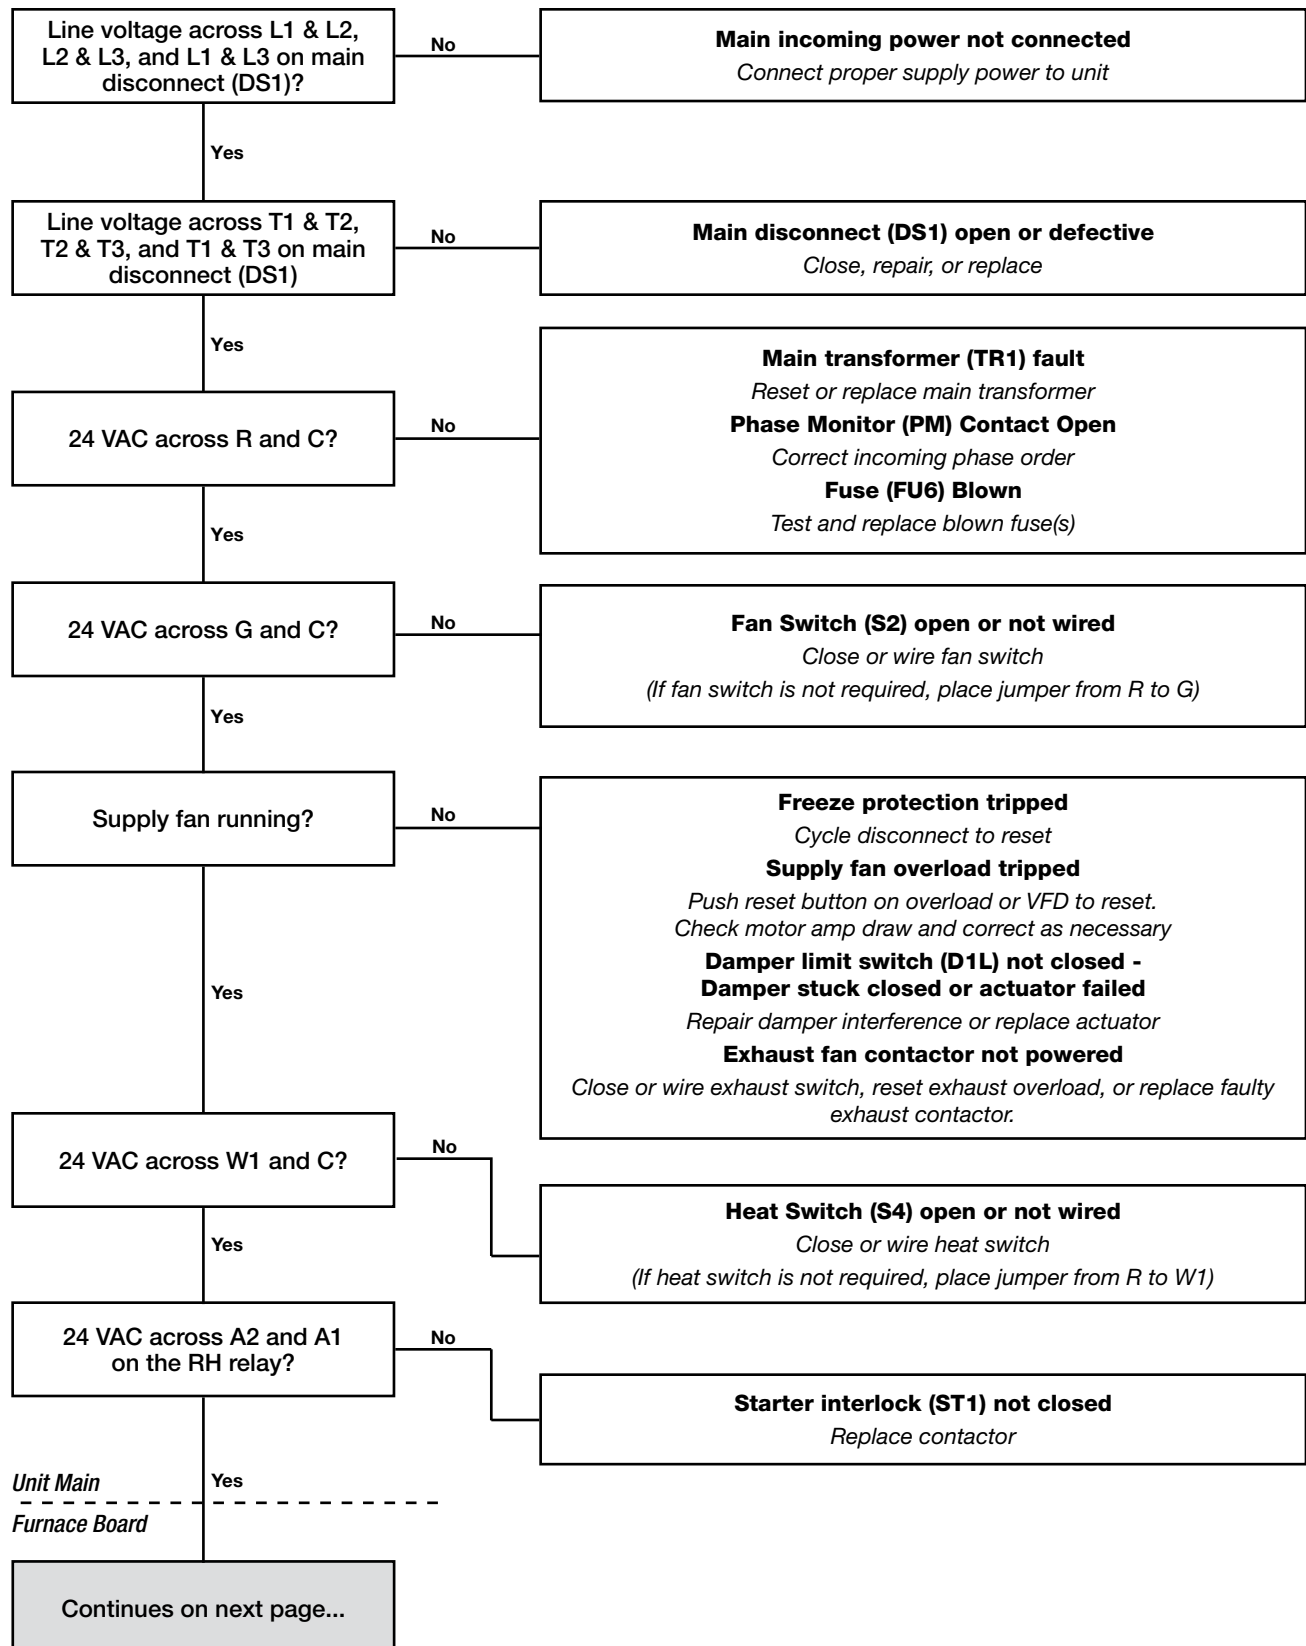 Line voltage across L1 & L2,
L2 & L3, and L1 & L3 on main
disconnect (DS1)?
No
Main incoming power not connected
Connect proper supply power to unit
Yes
Line voltage across T1 & T2,
T2 & T3, and T1 & T3 on main
disconnect (DS1)
No
Main disconnect (DS1) open or defective
Close, repair, or replace
Yes
24 VAC across R and C?
No
Main transformer (TR1) fault
Reset or replace main transformer
Phase Monitor (PM) Contact Open
Correct incoming phase order
Fuse (FU6) Blown
Test and replace blown fuse(s)
Yes
24 VAC across G and C?
No
Fan Switch (S2) open or not wired
Close or wire fan switch
(If fan switch is not required, place jumper from R to G)
Yes
Supply fan running?
No
Freeze protection tripped
Cycle disconnect to reset
Supply fan overload tripped
Push reset button on overload or VFD to reset.
Check motor amp draw and correct as necessary
Damper limit switch (D1L) not closed -
Damper stuck closed or actuator failed
Repair damper interference or replace actuator
Exhaust fan contactor not powered
Close or wire exhaust switch, reset exhaust overload, or replace faulty
exhaust contactor.
Yes
24 VAC across W1 and C?
No
Heat Switch (S4) open or not wired
Close or wire heat switch
(If heat switch is not required, place jumper from R to W1)
Yes
24 VAC across A2 and A1
on the RH relay?
No
Starter interlock (ST1) not closed
Replace contactor
Unit Main
Yes
Furnace Board
Continues on next page...